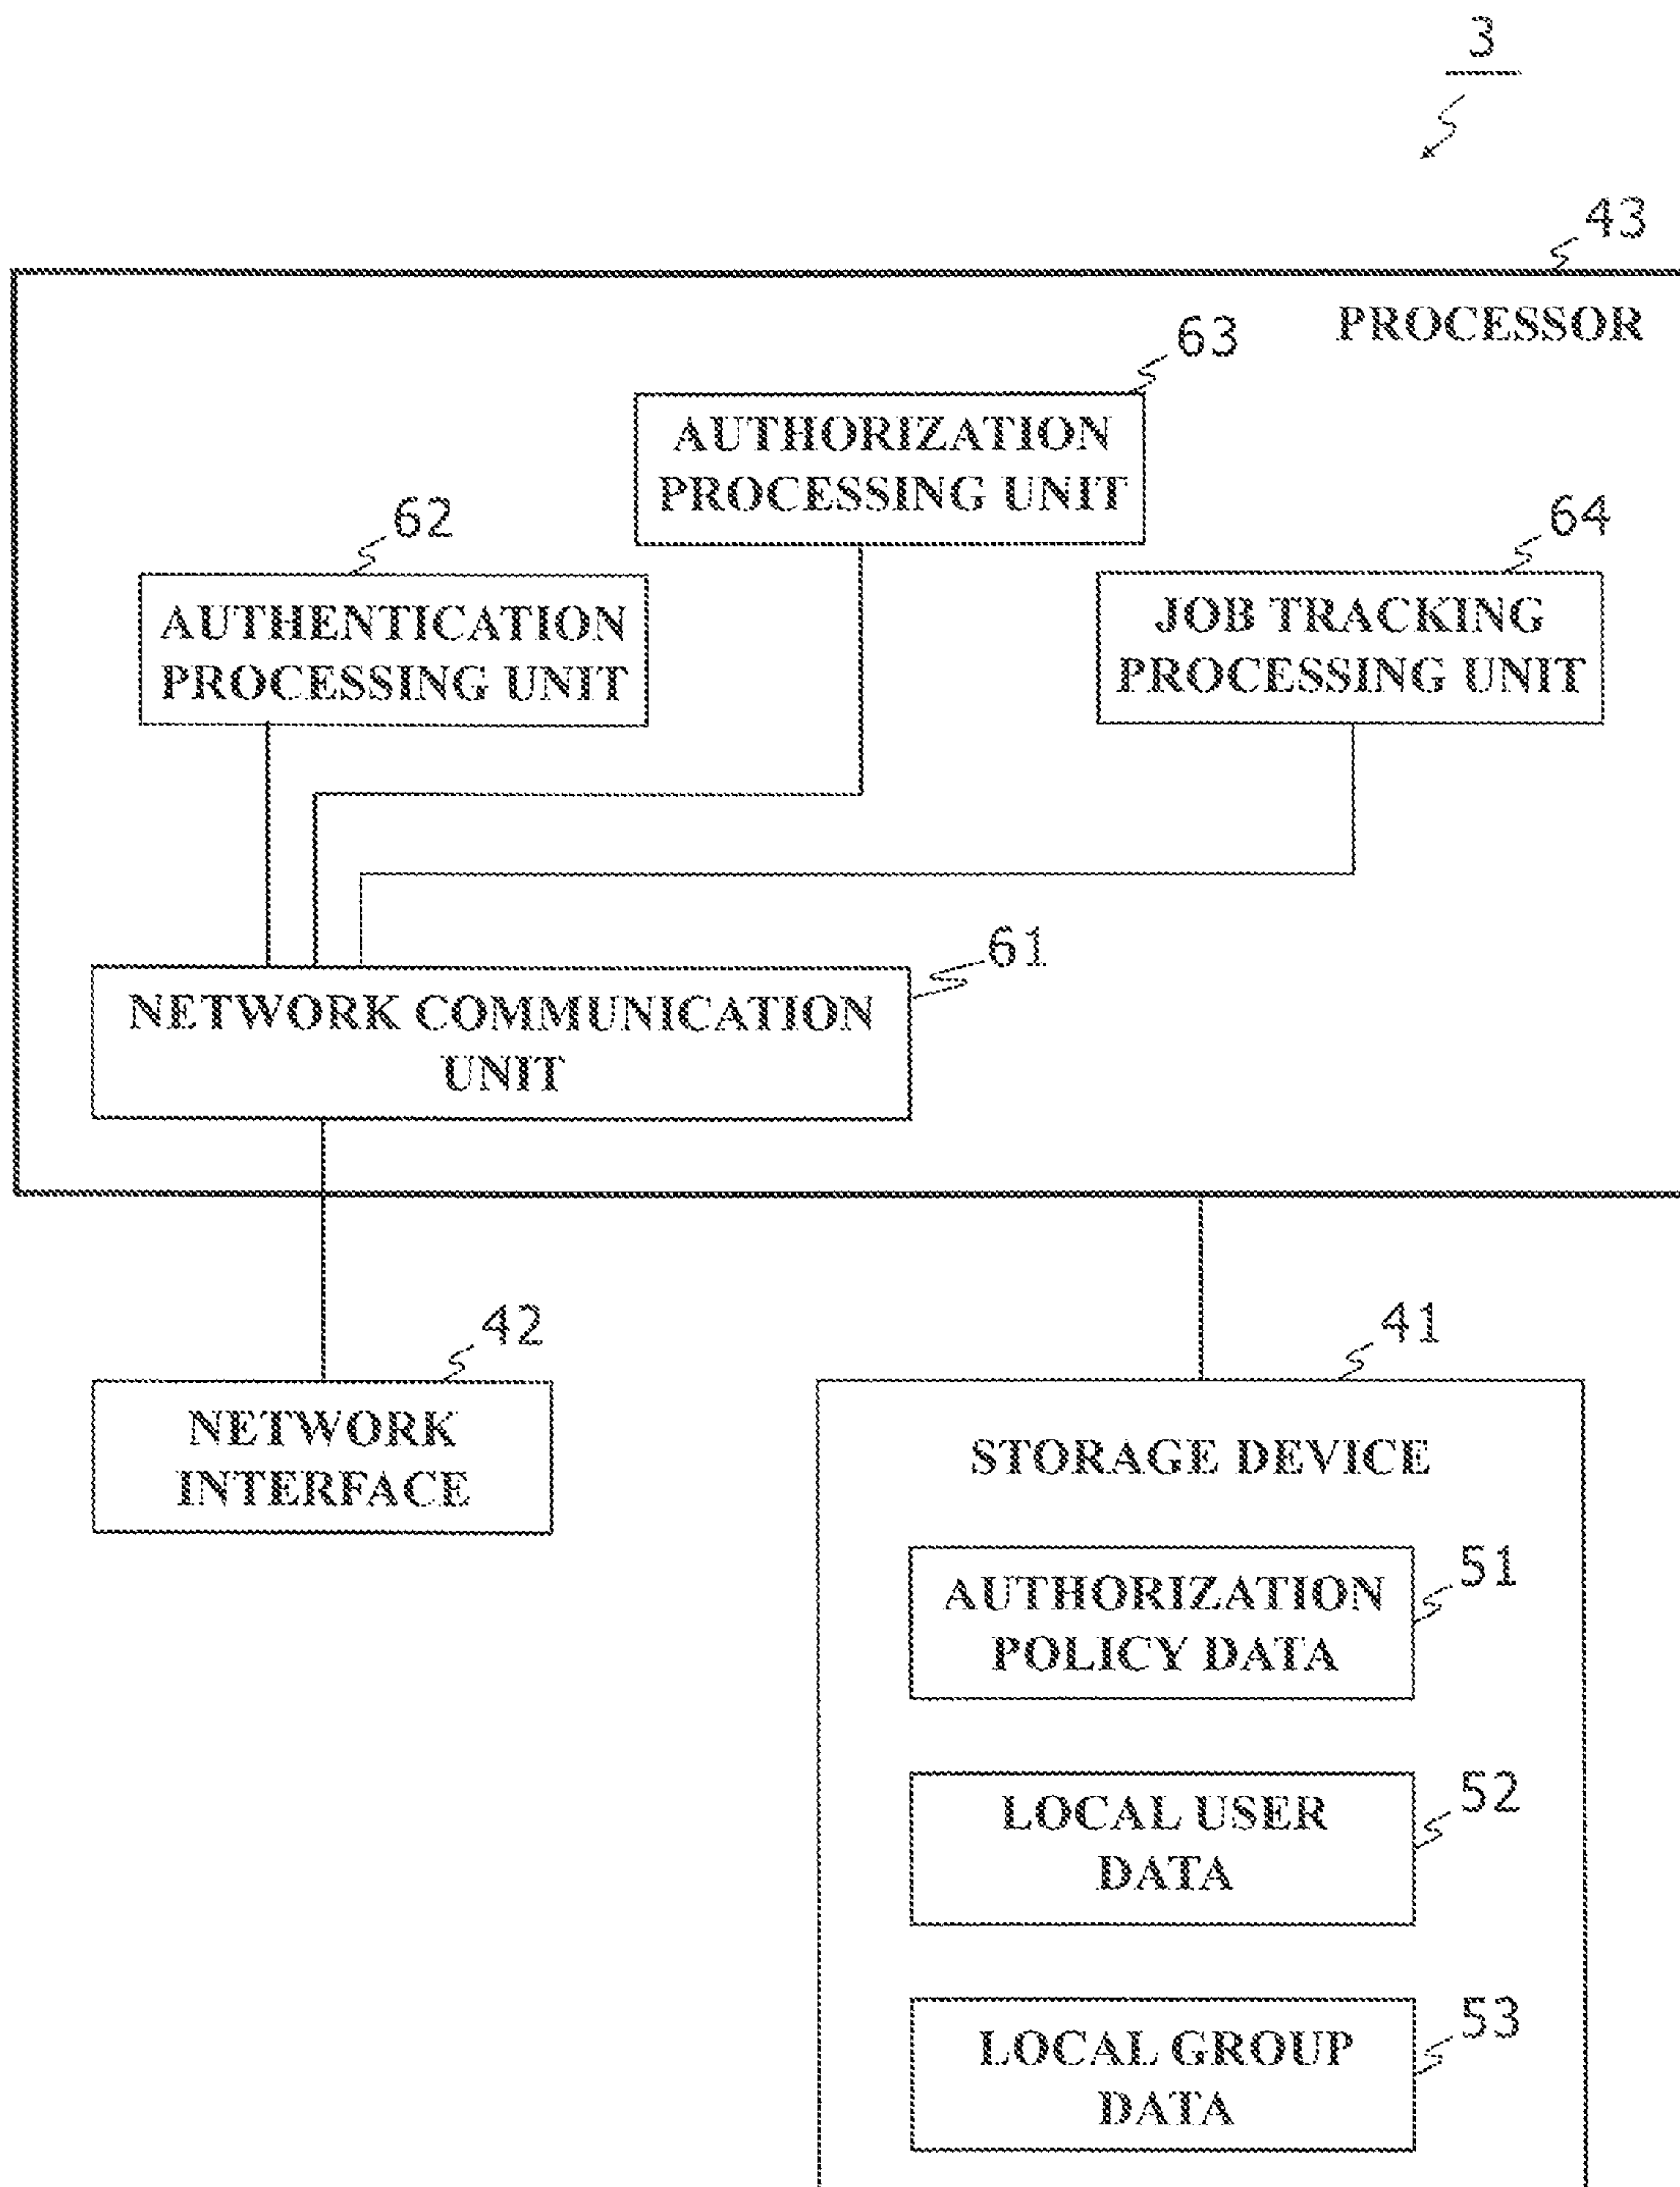 3
43
PROCESSOR
63
AUTHORIZATION
PROCESSING UNIT
62
AUTHENTICATION
PROCESSING UNIT
64
JOB TRACKING
PROCESSING UNIT
61
NETWORK COMMUNICATION
UNIT
42
NETWORK
INTERFACE
41
STORAGE DEVICE
51
AUTHORIZATION
POLICY DATA
52
LOCAL USER
DATA
53
LOCAL GROUP
DATA